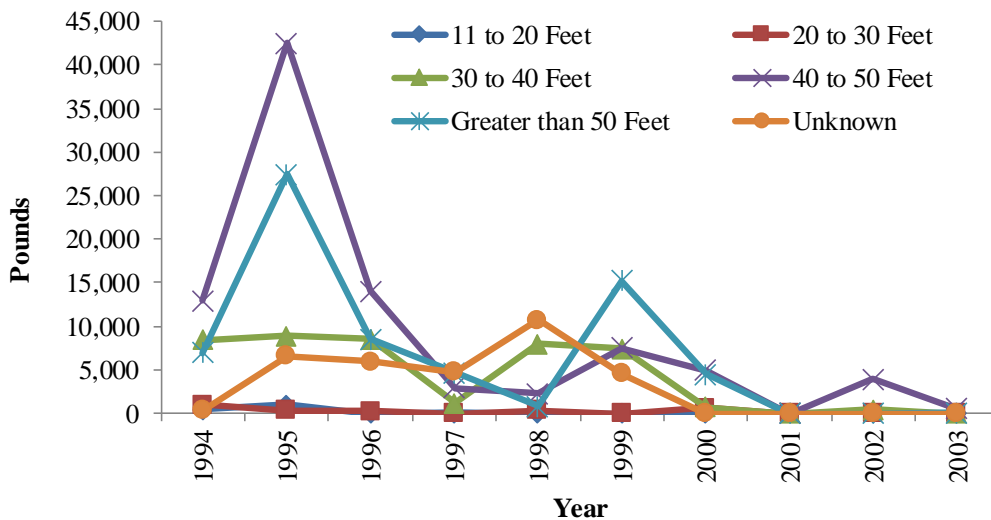 45,000
40,000
35,000
30,000
25,000
20,000
15,000
10,000
5,000
0
Pounds
11 to 20 Feet
20 to 30 Feet
30 to 40 Feet
40 to 50 Feet
Greater than 50 Feet
Unknown
1994
1995
1996
1997
1998
1999
2000
2001
2002
2003
Year